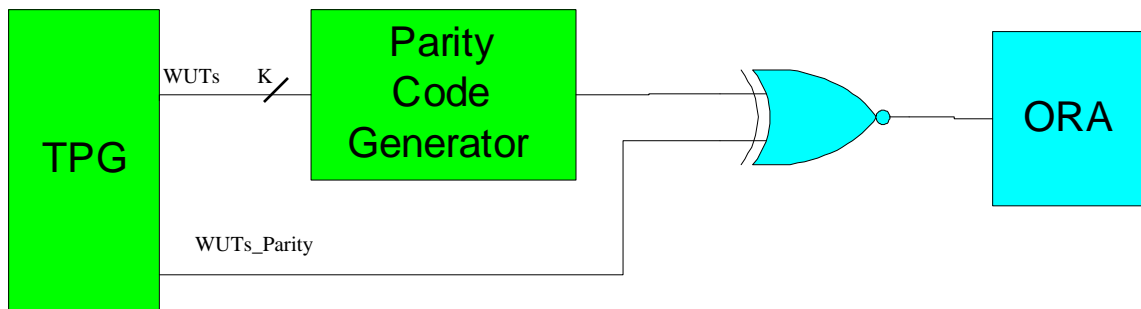 TPG
WUTs K
Parity
Code
Generator
WUTs_Parity
ORA